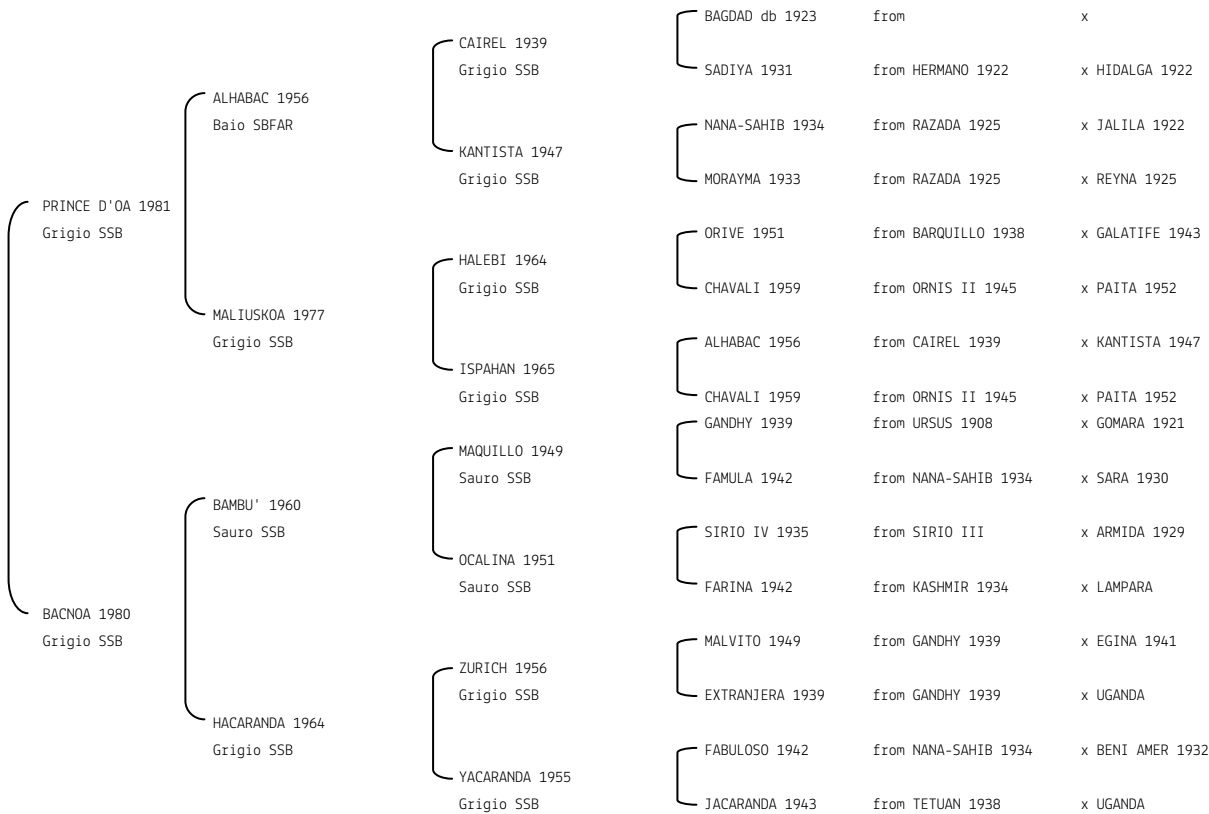 BAGDAD db 1923 from x
CAIREL 1939
Grigio SSB
SADIYA 1931 from HERMANO 1922 x HIDALGA 1922
ALHABAC 1956
Baio SBFAR
NANA-SAHIB 1934 from RAZADA 1925 x JALILA 1922
KANTISTA 1947
Grigio SSB
MORAYMA 1933 from RAZADA 1925 x REYNA 1925
PRINCE D'OA 1981
Grigio SSB
ORIVE 1951 from BARQUILLO 1938 x GALATIFE 1943
HALEBI 1964
Grigio SSB
CHAVALI 1959 from ORNIS II 1945 x PAITA 1952
MALIUSKOA 1977
Grigio SSB
ALHABAC 1956 from CAIREL 1939 x KANTISTA 1947
ISPAHAN 1965
Grigio SSB
CHAVALI 1959 from ORNIS II 1945 x PAITA 1952
GANDHY 1939 from URSUS 1908 x GOMARA 1921
MAQUILLO 1949
Sauro SSB
FAMULA 1942 from NANA-SAHIB 1934 x SARA 1930
BAMBU' 1960
Sauro SSB
SIRIO IV 1935 from SIRIO III x ARMIDA 1929
OCALINA 1951
Sauro SSB
FARINA 1942 from KASHMIR 1934 x LAMPARA
BACNOA 1980
Grigio SSB
MALVITO 1949 from GANDHY 1939 x EGINA 1941
ZURICH 1956
Grigio SSB
EXTRANJERA 1939 from GANDHY 1939 x UGANDA
HACARANDA 1964
Grigio SSB
FABULOSO 1942 from NANA-SAHIB 1934 x BENI AMER 1932
YACARANDA 1955
Grigio SSB
JACARANDA 1943 from TETUAN 1938 x UGANDA